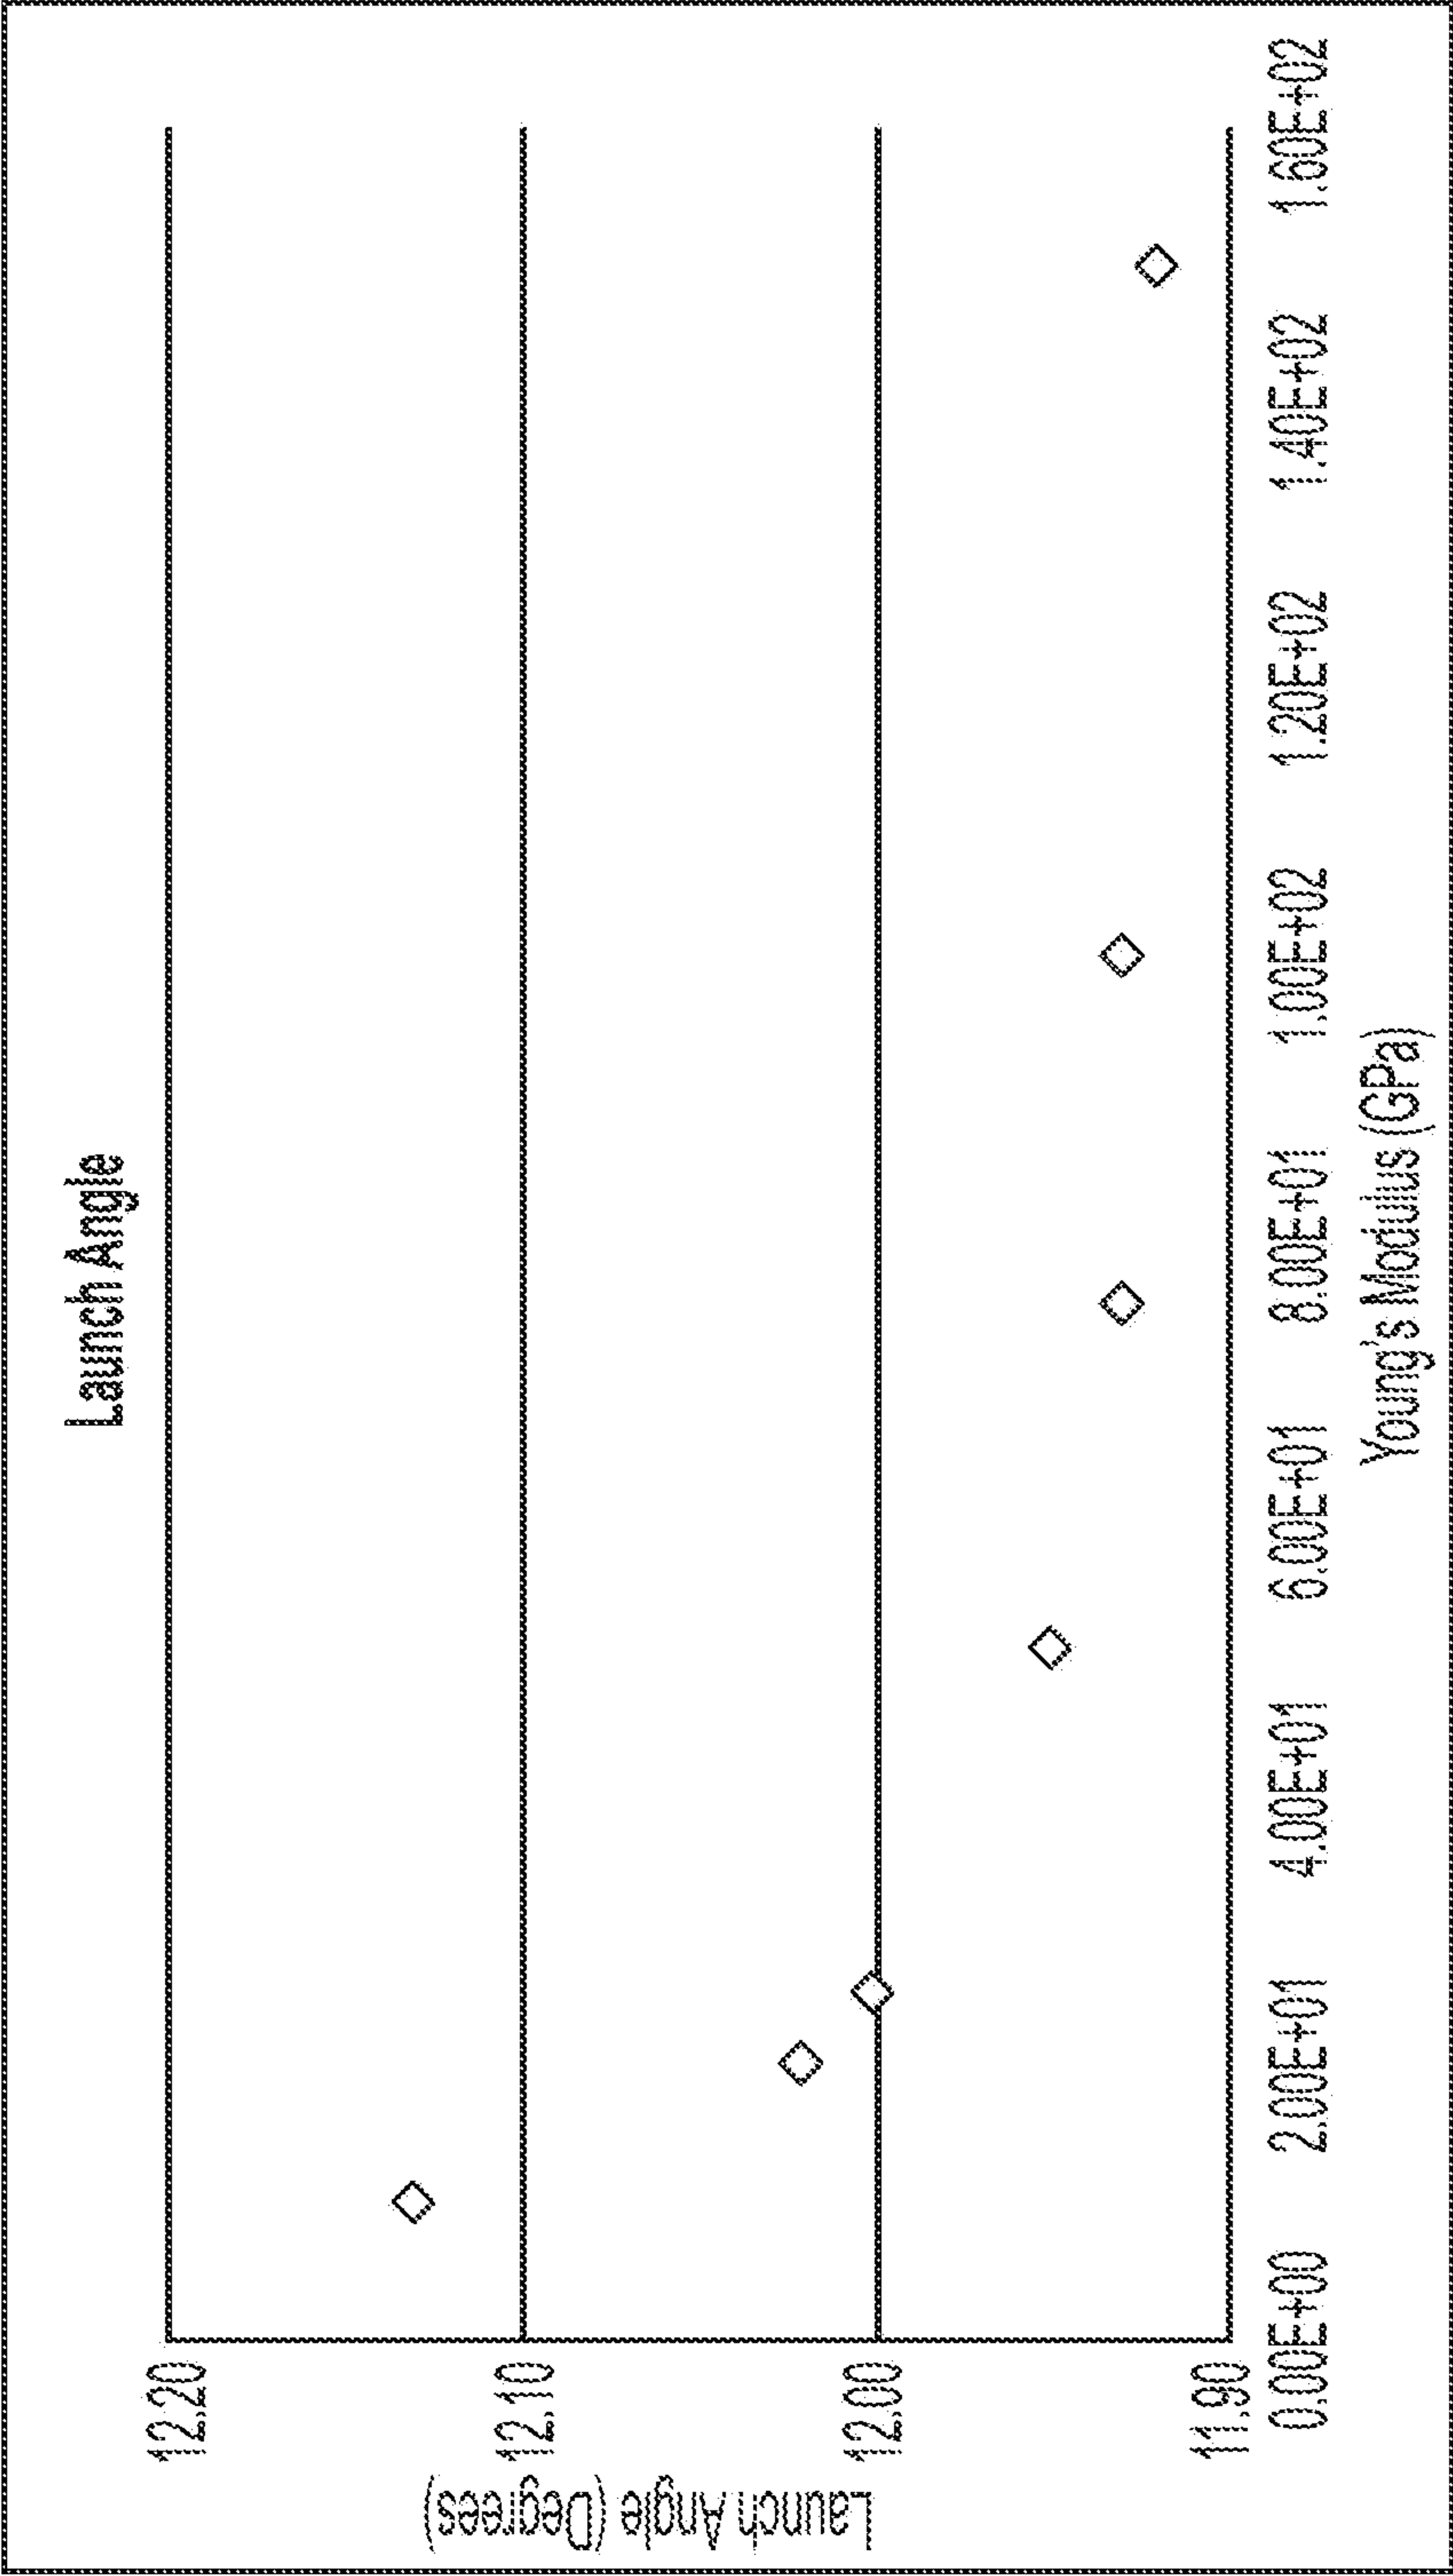 Launch Angle
Launch Angle (Degrees)
12.20
12.10
12.00
11.90
0.00E+00 2.00E+01 4.00E+01 6.00E+01 8.00E+01 1.00E+02 1.20E+02 1.40E+02 1.60E+02
Young's Modulus (GPa)